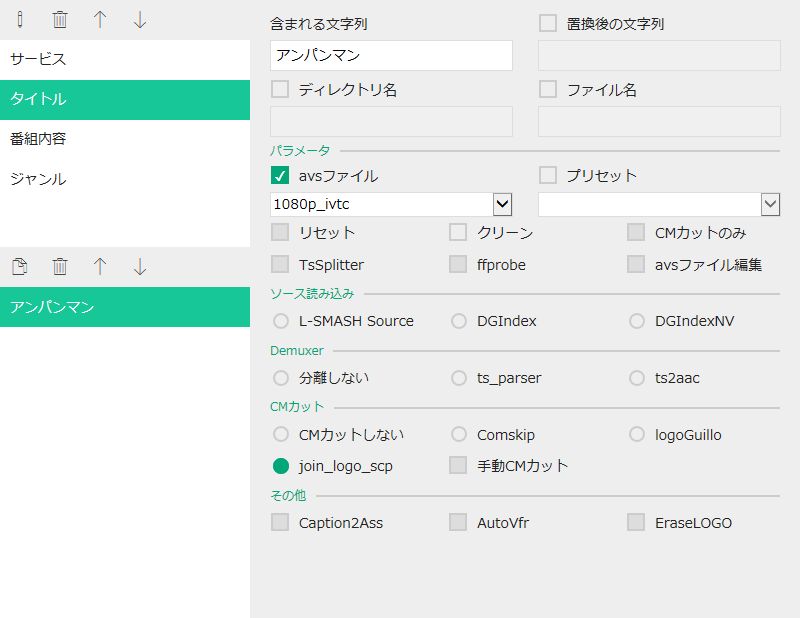 サービス
タイトル
番組内容
ジャンル
アンパンマン
含まれる文字列 置換後の文字列
アンパンマン
ディレクトリ名 ファイル名
パラメータ
avsファイル プリセット
1080p_ivtc
リセット クリーン CMカットのみ
TsSplitter ffprobe avsファイル編集
ソース読み込み
L-SMASH Source DGIndex DGIndexNV
Demuxer
分離しない ts_parser ts2aac
CMカット
CMカットしない Comskip logoGuillo
join_logo_scp 手動CMカット
その他
Caption2Ass AutoVfr EraseLOGO